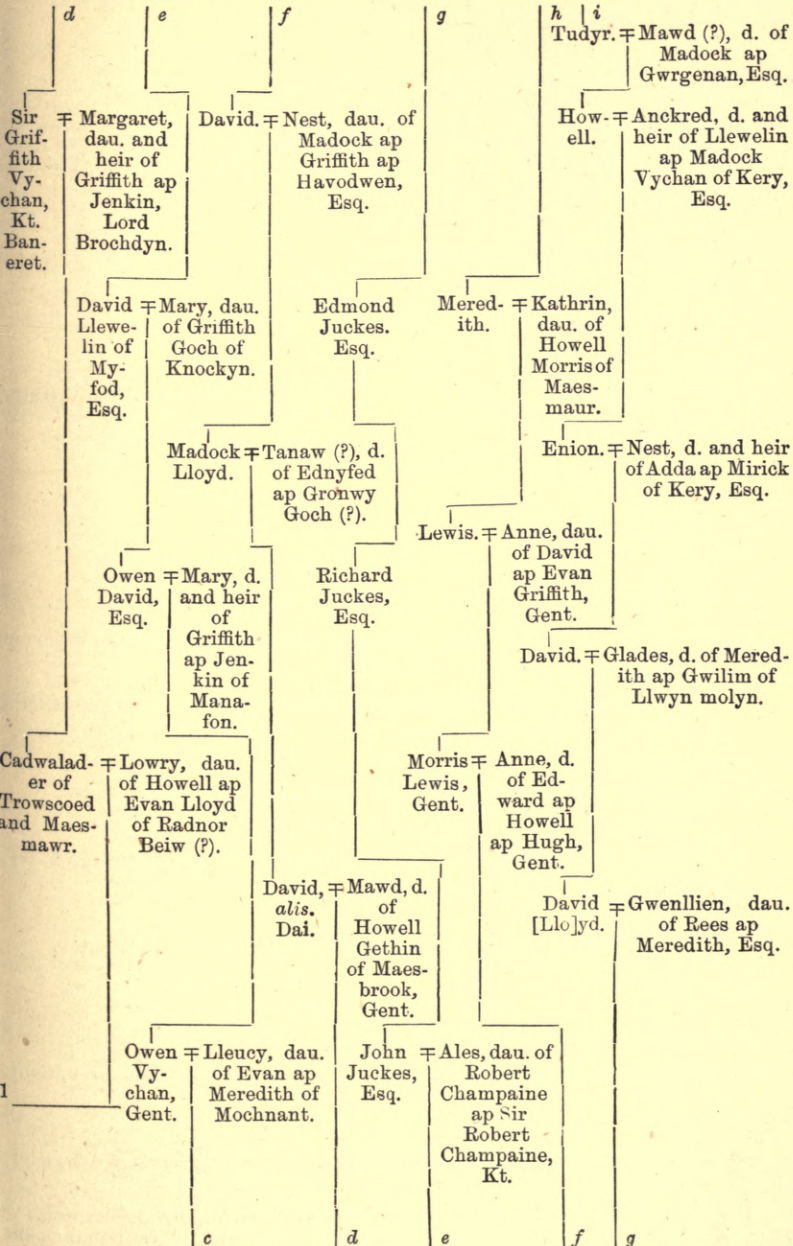 d e f g h i
Tudyr. ╤ Mawd (?), d. of
Madock ap
Gwrgenan, Esq.
Sir
Grif-
fith
Vy-
chan,
Kt.
Ban-
eret.
╤ Margaret,
dau. and
heir of
Griffith ap
Jenkin,
Lord
Brochdyn.
David. ╤ Nest, dau. of
Madock ap
Griffith ap
Havodwen,
Esq.
How-
ell.
╤ Anckred, d. and
heir of Llewelin
ap Madock
Vychan of Kery,
Esq.
David
Llewe-
lin of
My-
fod,
Esq.
╤ Mary, dau.
of Griffith
Goch of
Knockyn.
Edmond
Juckes.
Esq.
Mered-
ith.
╤ Kathrin,
dau. of
Howell
Morris of
Maes-
maur.
Madock
Lloyd.
╤ Tanaw (?), d.
of Ednyfed
ap Gronwy
Goch (?).
Enion. ╤ Nest, d. and heir
of Adda ap Mirick
of Kery, Esq.
Lewis. ╤ Anne, dau.
of David
ap Evan
Griffith,
Gent.
Owen
David,
Esq.
╤ Mary, d.
and heir
of
Griffith
ap Jen-
kin of
Mana-
fon.
Richard
Juckes,
Esq.
David. ╤ Glades, d. of Mered-
ith ap Gwilim of
Llwyn molyn.
Cadwalad-
er of
Trowscoed
and Maes-
mawr.
╤ Lowry, dau.
of Howell ap
Evan Lloyd
of Radnor
Beiw (?).
Morris
Lewis,
Gent.
╤ Anne, d.
of Ed-
ward ap
Howell
ap Hugh,
Gent.
David,
alis.
Dai.
╤ Mawd, d.
of
Howell
Gethin
of Maes-
brook,
Gent.
David
[Llo]yd.
╤ Gwenllien, dau.
of Rees ap
Meredith, Esq.
1
Owen
Vy-
chan,
Gent.
╤ Lleucy, dau.
of Evan ap
Meredith of
Mochnant.
John
Juckes,
Esq.
╤ Ales, dau. of
Robert
Champaine
ap Sir
Robert
Champaine,
Kt.
c d e f g